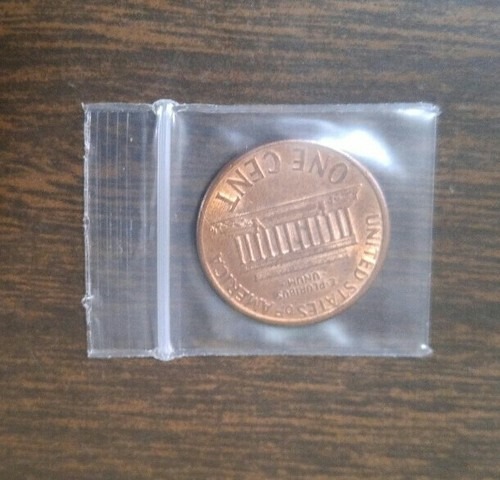 UNITED STATES OF AMERICA
E PLURIBUS
UNUM
ONE CENT